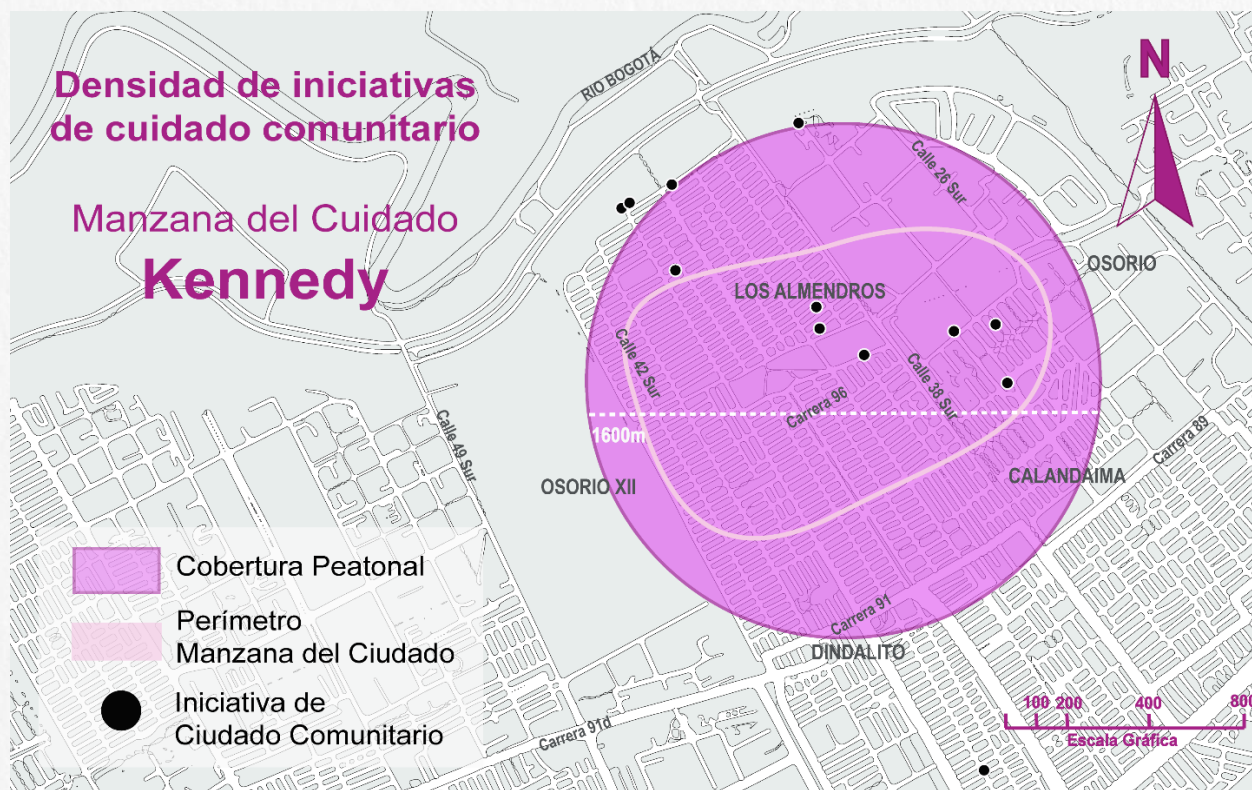 Densidad de iniciativas
de cuidado comunitario
Manzana del Cuidado
Kennedy
RIO BOGOTÁ
N
Calle 26 Sur
OSORIO
LOS ALMENDROS
Calle 42 Sur
Calle 38 Sur
Carrera 96
1600m
Calle 49 Sur
Carrera 89
CALANDAIMA
OSORIO XII
Cobertura Peatonal
Perímetro
Manzana del Ciudado
Iniciativa de
Ciudado Comunitario
Carrera 91
DINDALITO
Carrera 91d
100 200 400 800
Escala Gráfica